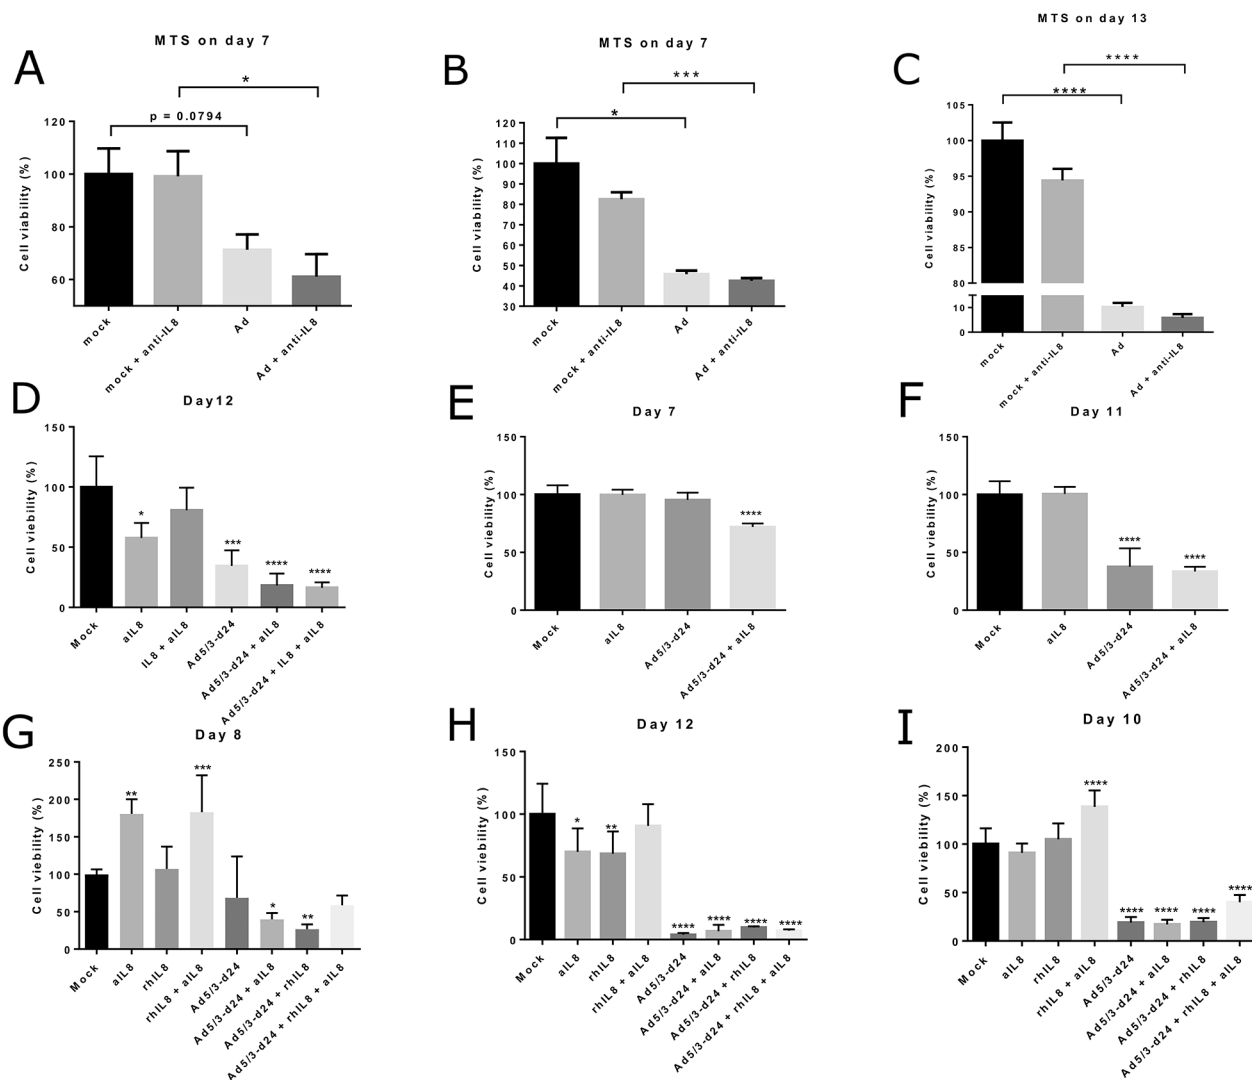 A
MTS on day 7
*
p = 0.0794
Cell viability (%)
120
100
80
60
mock
mock + anti-IL8
Ad
Ad + anti-IL8
B
MTS on day 7
***
*
Cell viability (%)
120
110
100
90
80
70
60
50
40
30
mock
mock + anti-IL8
Ad
Ad + anti-IL8
C
MTS on day 13
****
****
Cell viability (%)
105
100
95
90
85
80
10
0
mock
mock + anti-IL8
Ad
Ad + anti-IL8
D
Day12
Cell viebility (%)
150
100
50
0
*
***
****
****
Mock
aIL8
IL8 + aIL8
Ad5/3-d24
Ad5/3-d24 + aIL8
Ad5/3-d24 + IL8 + aIL8
E
Day 7
Cell viebility (%)
150
100
50
0
****
Mock
aIL8
Ad5/3-d24
Ad5/3-d24 + aIL8
F
Day 11
Cell viebility (%)
150
100
50
0
****
****
Mock
aIL8
Ad5/3-d24
Ad5/3-d24 + aIL8
G
Day 8
Cell viebility (%)
250
200
150
100
50
0
**
***
*
**
Mock
aIL8
rhIL8
rhIL8 + aIL8
Ad5/3-d24
Ad5/3-d24 + aIL8
Ad5/3-d24 + rhIL8
Ad5/3-d24 + rhIL8 + aIL8
H
Day 12
Cell viebility (%)
150
100
50
0
*
**
****
****
****
****
Mock
aIL8
rhIL8
rhIL8 + aIL8
Ad5/3-d24
Ad5/3-d24 + aIL8
Ad5/3-d24 + rhIL8
Ad5/3-d24 + rhIL8 + aIL8
I
Day 10
Cell viebility (%)
200
150
100
50
0
****
****
****
****
****
Mock
aIL8
rhIL8
rhIL8 + aIL8
Ad5/3-d24
Ad5/3-d24 + aIL8
Ad5/3-d24 + rhIL8
Ad5/3-d24 + rhIL8 + aIL8